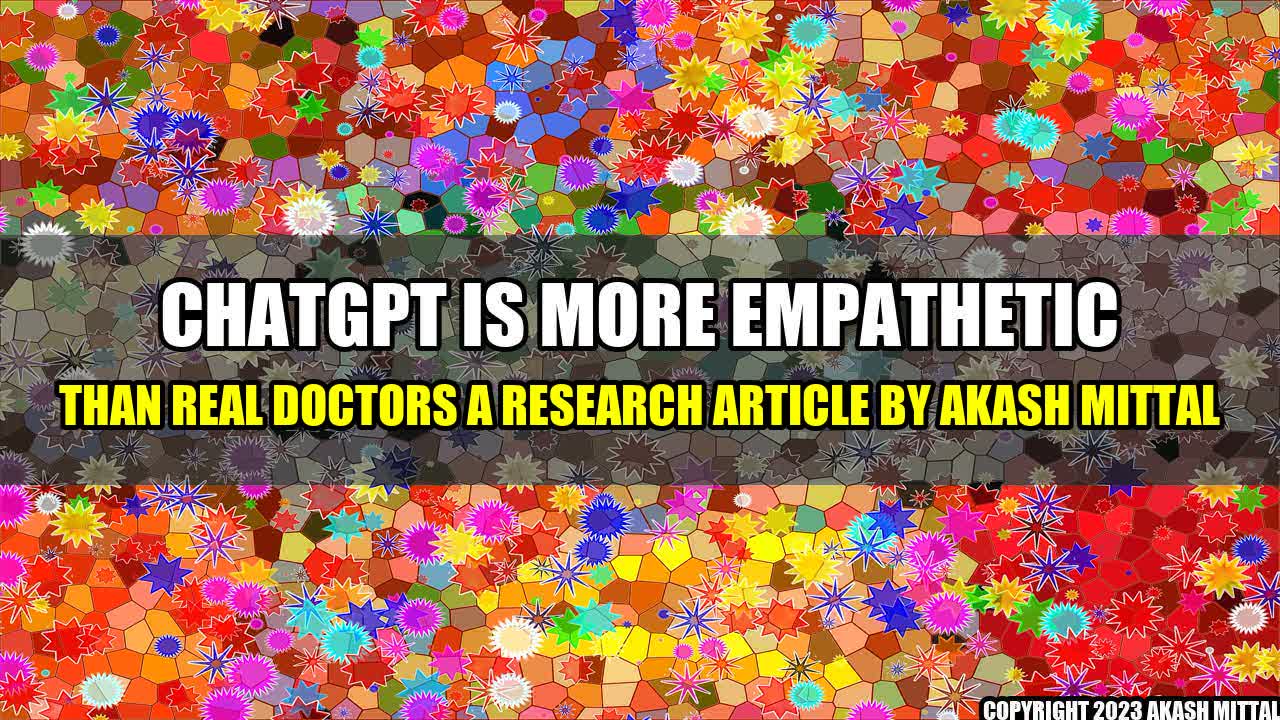 CHATGPT IS MORE EMPATHETIC
THAN REAL DOCTORS A RESEARCH ARTICLE BY AKASH MITTAL
COPYRIGHT 2023 AKASH MITTAL